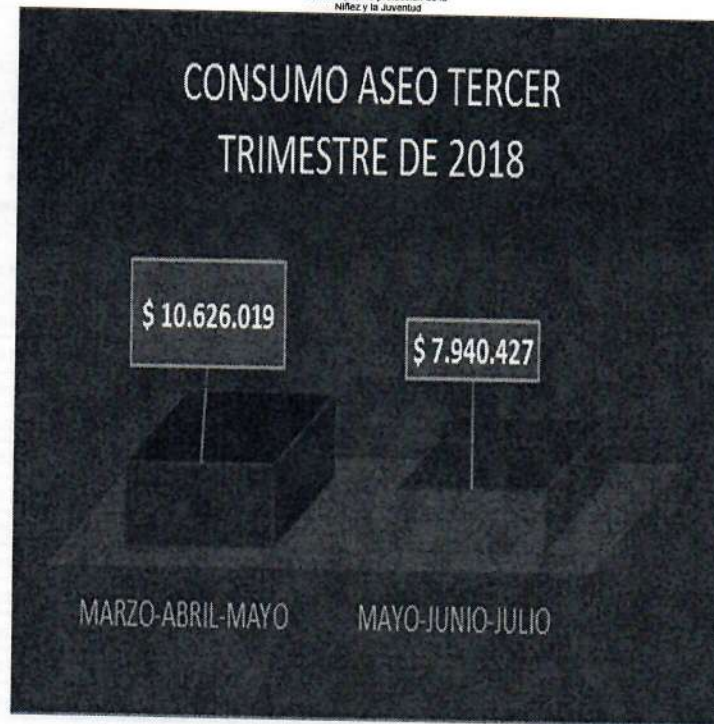 Niñez y la Juventud
CONSUMO ASEO TERCER
TRIMESTRE DE 2018
$ 10.626.019
$ 7.940.427
MARZO-ABRIL-MAYO
MAYO-JUNIO-JULIO